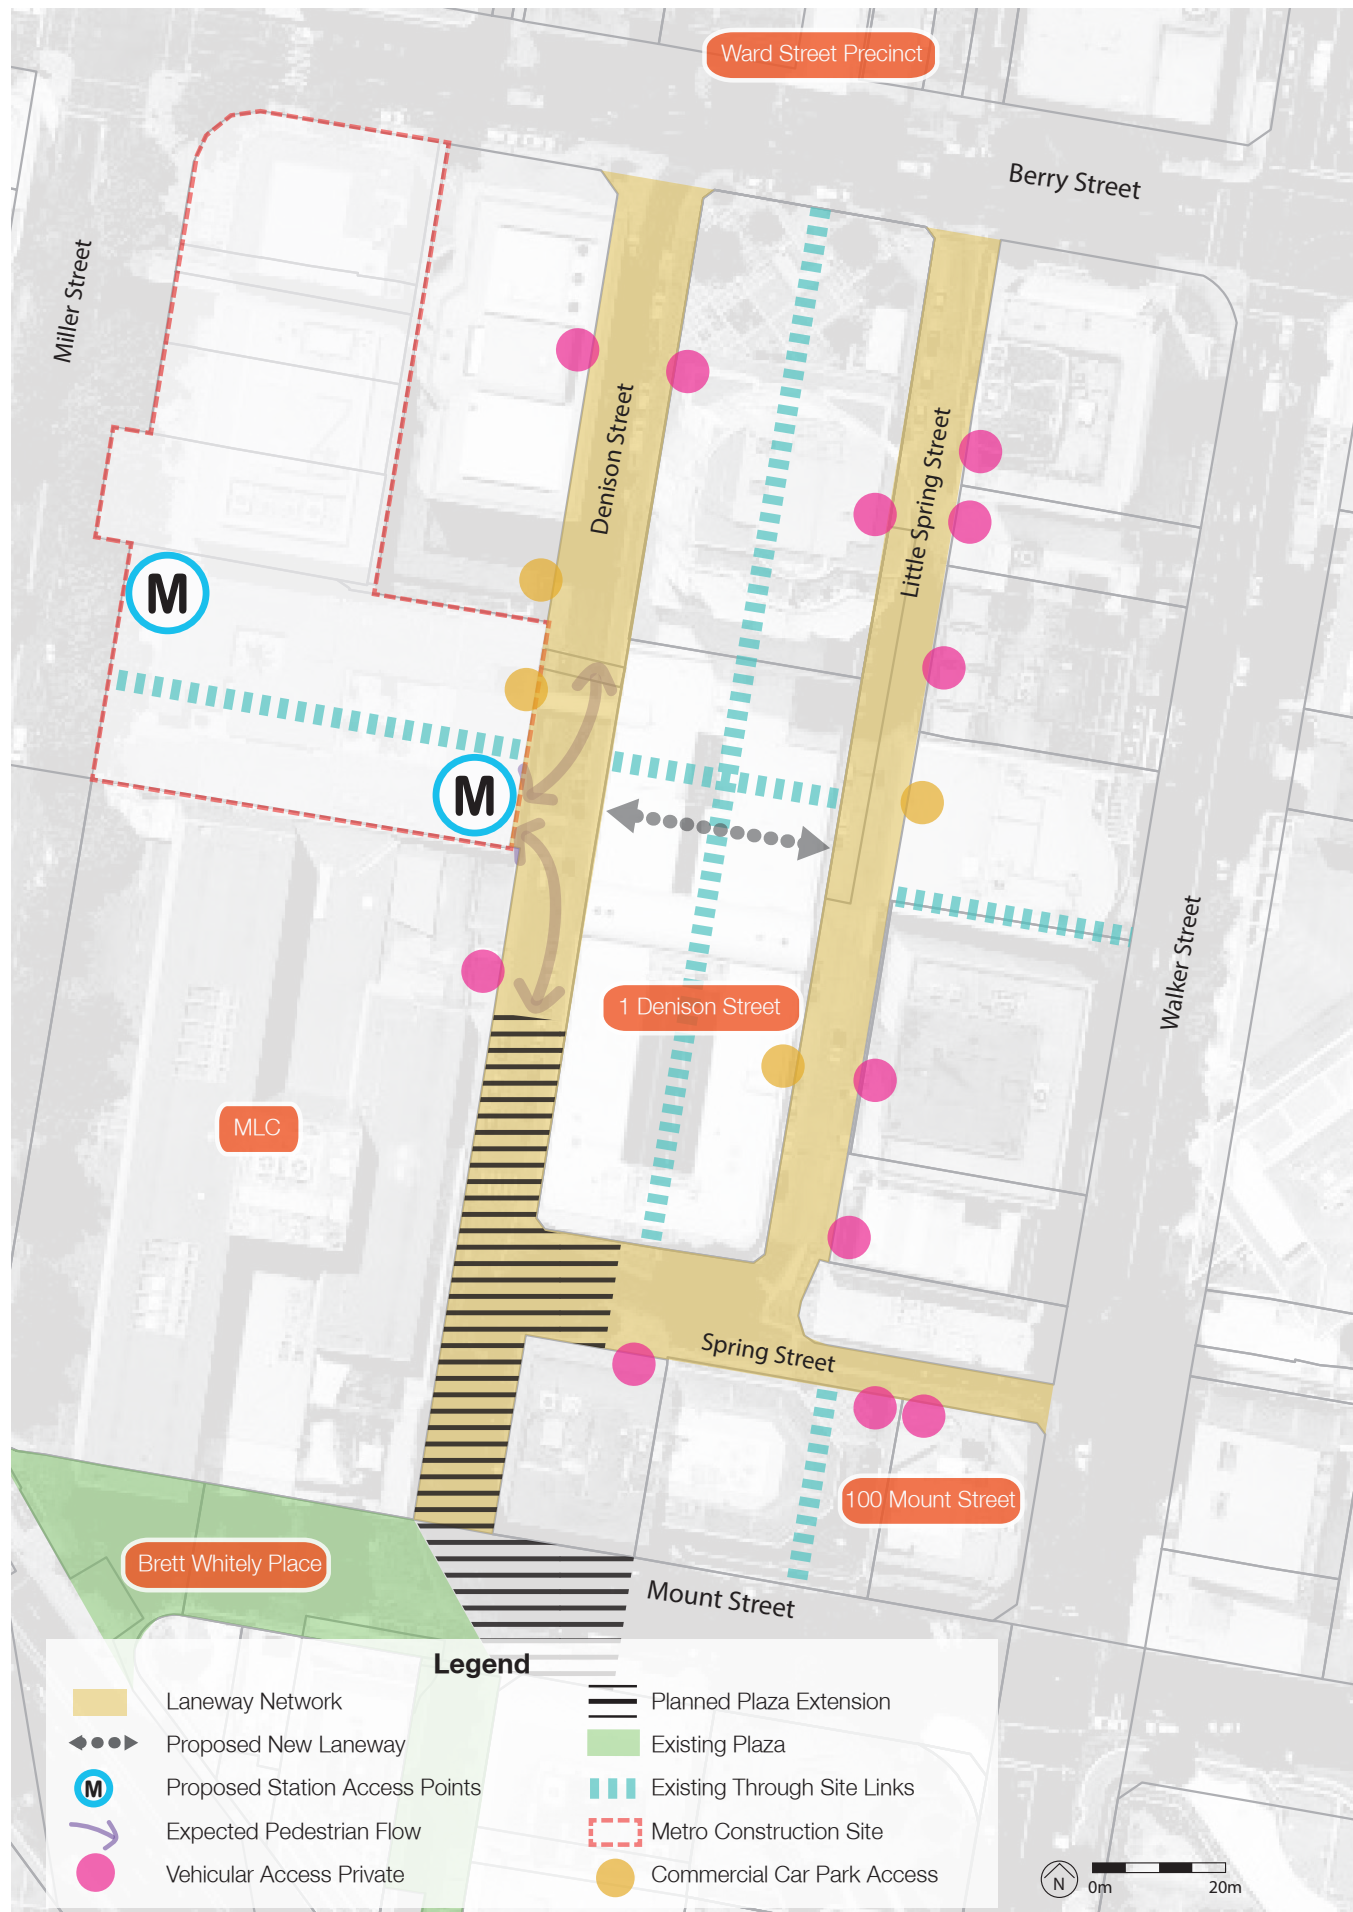 Ward Street Precinct
Berry Street
Miller Street
Denison Street
Little Spring Street
M
M
Walker Street
1 Denison Street
MLC
Spring Street
100 Mount Street
Brett Whitely Place
Mount Street
Legend
Laneway Network
Proposed New Laneway
M Proposed Station Access Points
Expected Pedestrian Flow
Vehicular Access Private
Planned Plaza Extension
Existing Plaza
Existing Through Site Links
Metro Construction Site
Commercial Car Park Access
N
0m 20m